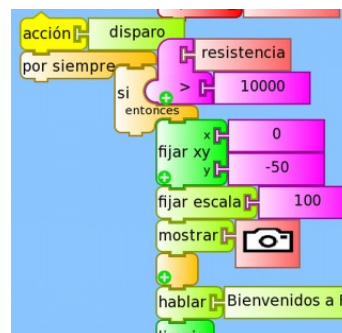 acción disparo
por siempre
resistencia
si > 10000
entonces
x 0
fijar xy
y -50
fijar escala 100
mostrar
hablar Bienvenidos a